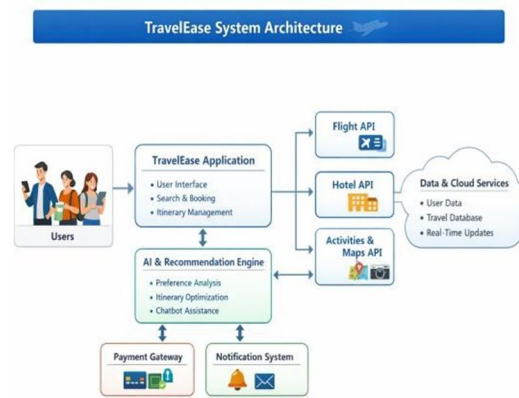 TravelEase System Architecture
Users
TravelEase Application
• User Interface
• Search & Booking
• Itinerary Management
AI & Recommendation Engine
• Preference Analysis
• Itinerary Optimization
• Chatbot Assistance
Payment Gateway
Notification System
Flight API
Hotel API
Activities &
Maps API
Data & Cloud Services
• User Data
• Travel Database
• Real-Time Updates